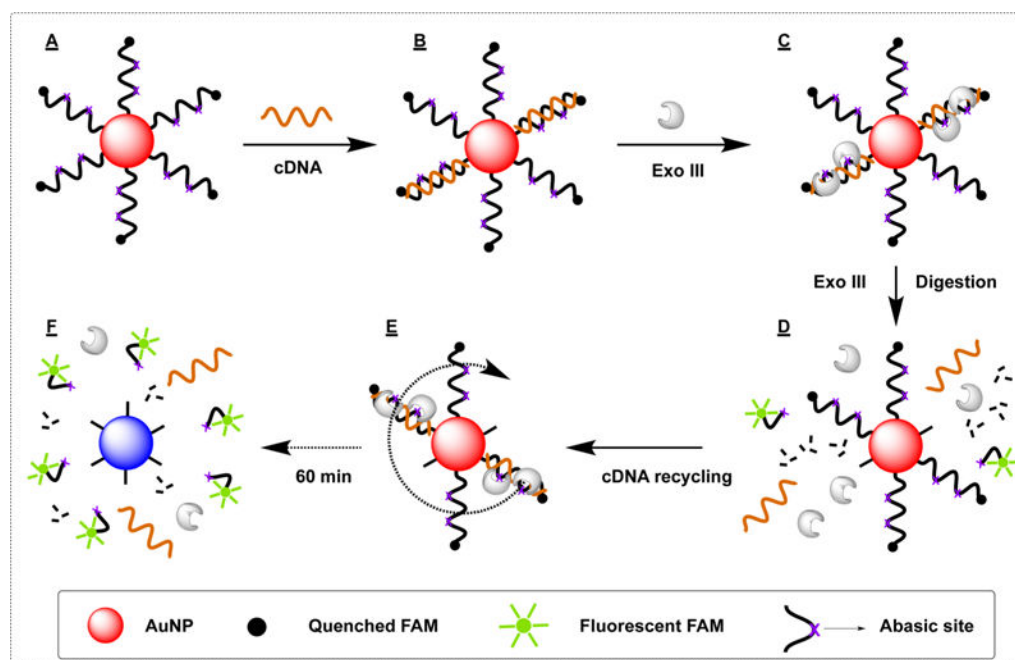 A
B
C
cDNA
Exo III
Exo III
Digestion
F
E
D
60 min
cDNA recycling
AuNP
Quenched FAM
Fluorescent FAM
Abasic site